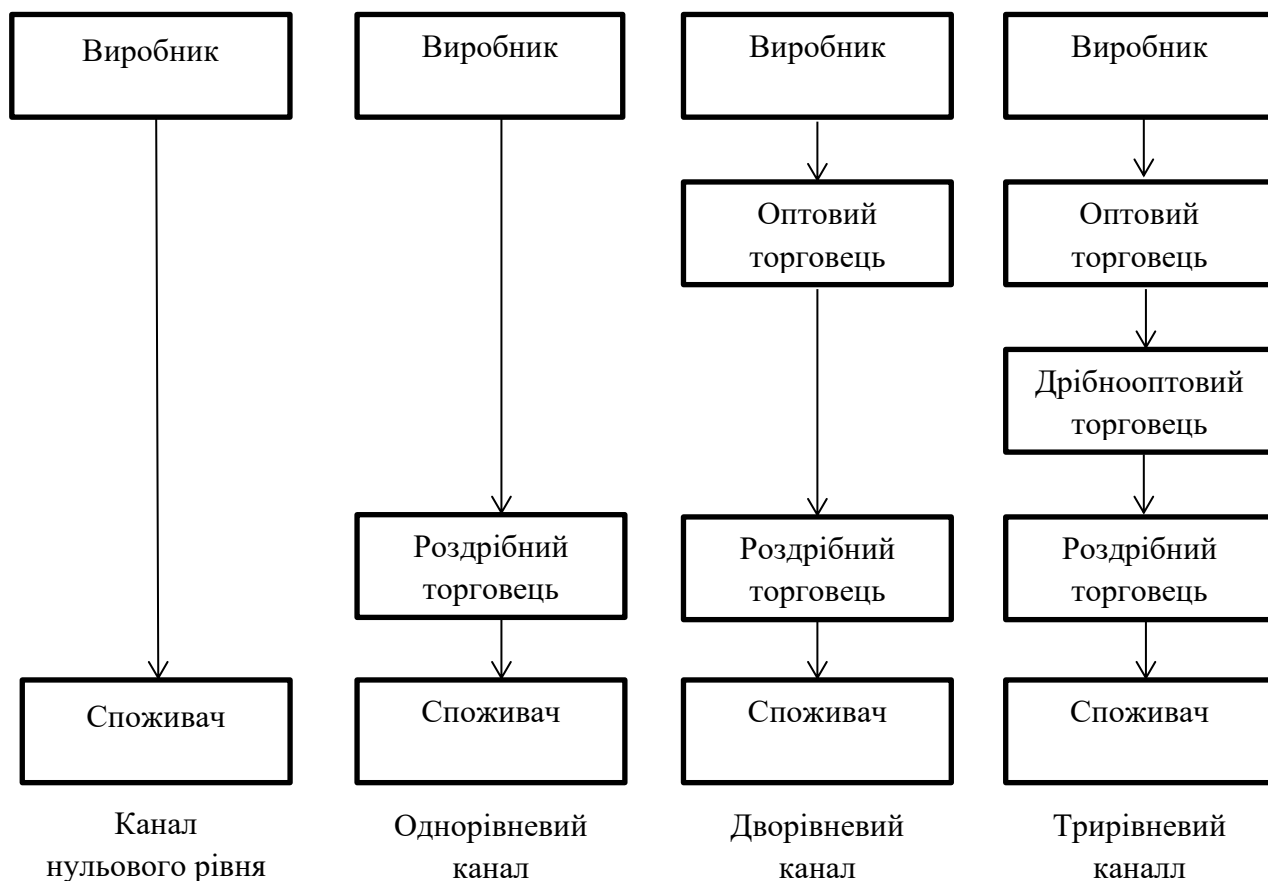 Виробник
Виробник
Виробник
Виробник
Оптовий
торговець
Оптовий
торговець
Дрібнооптовий
торговець
Роздрібний
торговець
Роздрібний
торговець
Роздрібний
торговець
Споживач
Споживач
Споживач
Споживач
Канал
нульового рівня
Однорівневий
канал
Дворівневий
канал
Трирівневий
каналл